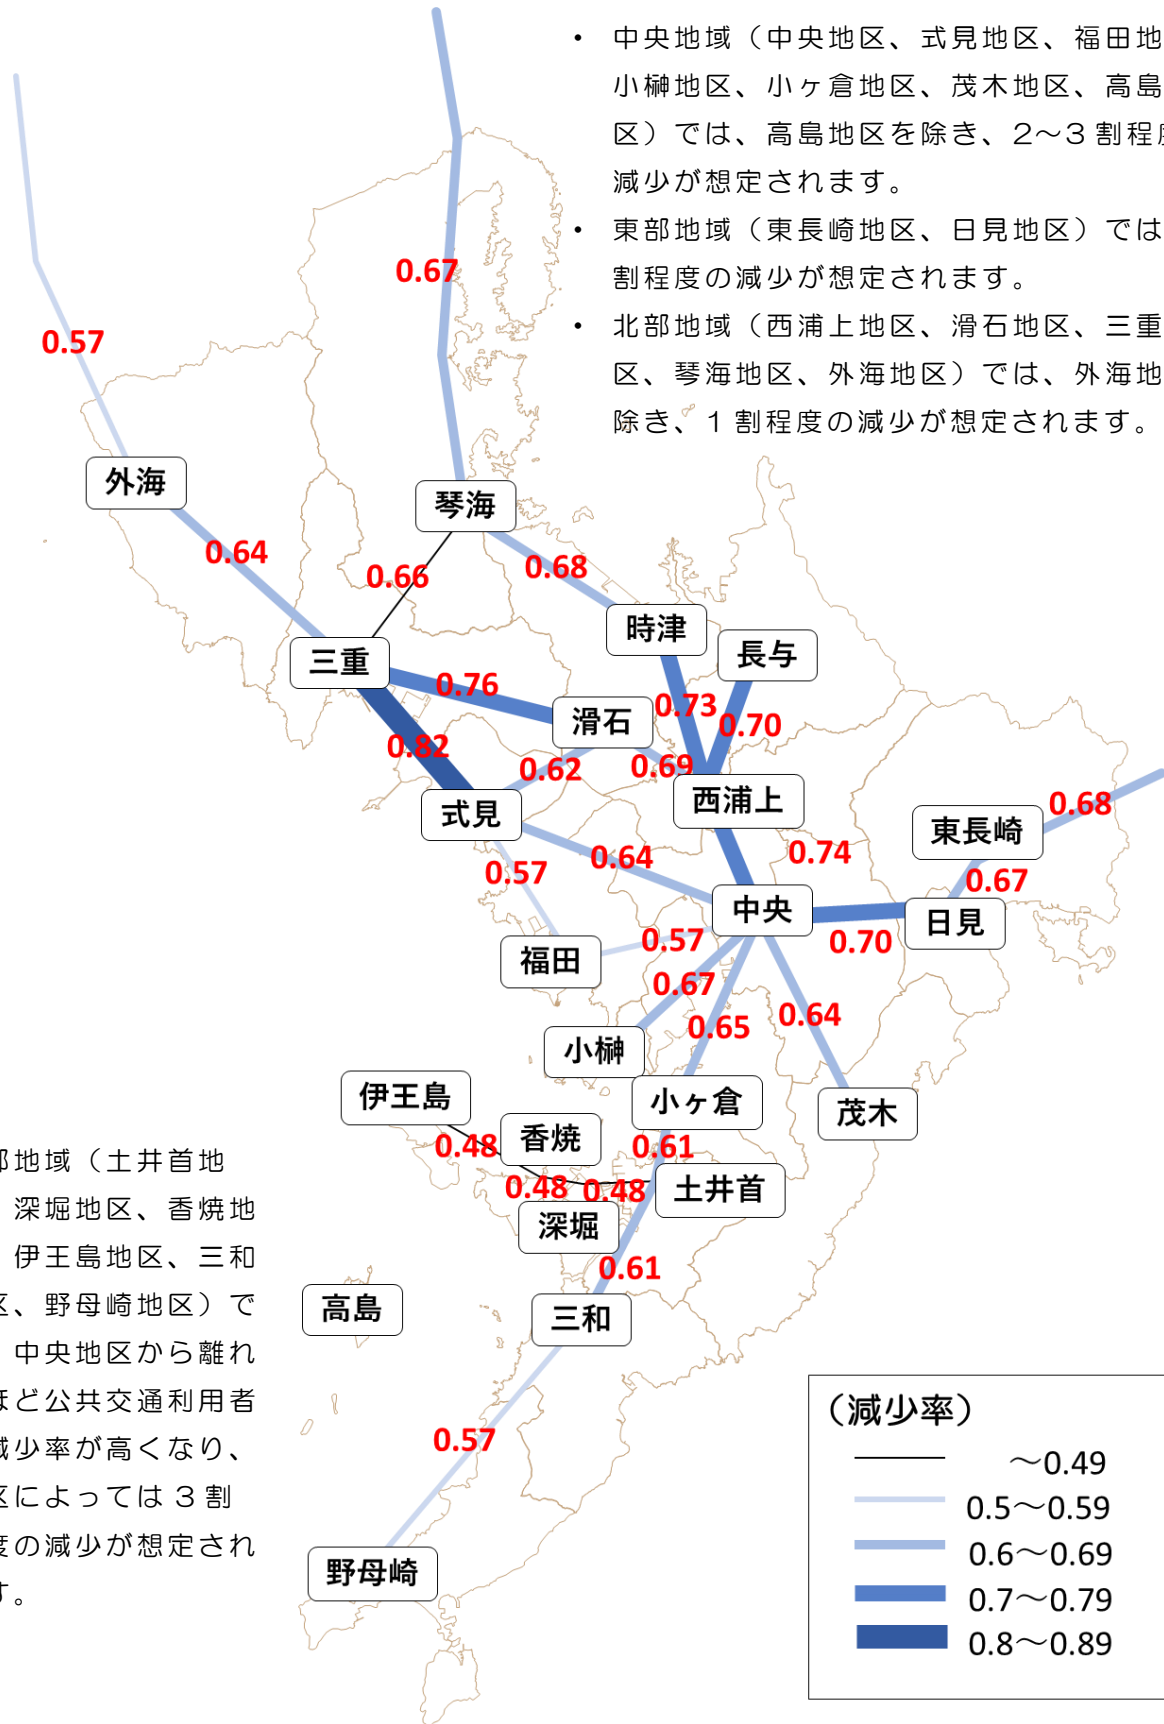 • 中央地域（中央地区、式見地区、福田地
小榊地区、小ヶ倉地区、茂木地区、高島
区）では、高島地区を除き、2～3 割程度
減少が想定されます。
• 東部地域（東長崎地区、日見地区）では
割程度の減少が想定されます。
• 北部地域（西浦上地区、滑石地区、三重
区、琴海地区、外海地区）では、外海地
除き、1 割程度の減少が想定されます。
0.67
0.57
外海
琴海
0.64
0.66
0.68
時津
長与
三重
0.76
滑石
0.73
0.70
0.82
0.62
0.69
式見
西浦上
東長崎
0.68
0.57
0.64
0.74
0.67
中央
日見
福田
0.57
0.70
0.67
0.65
0.64
小榊
伊王島
小ヶ倉
茂木
香焼
0.48
0.61
0.48
0.48
土井首
深堀
0.61
高島
三和
0.57
野母崎
部地域（土井首地
深堀地区、香焼地
伊王島地区、三和
区、野母崎地区）で
中央地区から離れ
ほど公共交通利用者
減少率が高くなり、
区によっては 3 割
度の減少が想定され
す。
（減少率）
～0.49
0.5～0.59
0.6～0.69
0.7～0.79
0.8～0.89